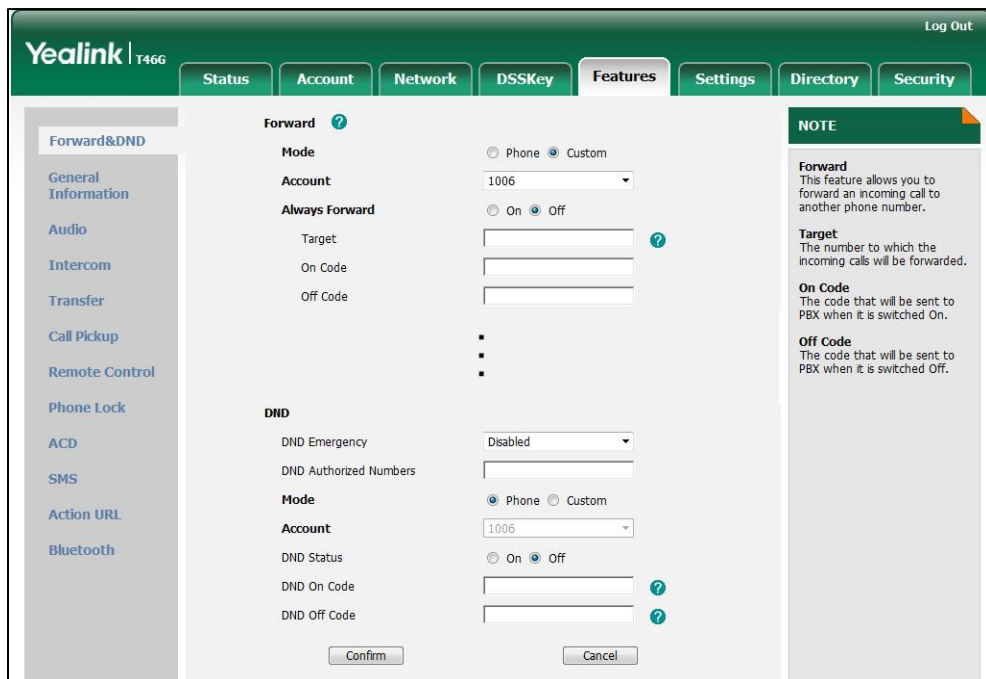 Log Out
Yealink T46G
Status Account Network DSSKey Features Settings Directory Security
Forward&DND
General
Information
Audio
Intercom
Transfer
Call Pickup
Remote Control
Phone Lock
ACD
SMS
Action URL
Bluetooth
Forward ?
Mode Phone Custom
Account 1006
Always Forward On Off
Target ?
On Code
Off Code
DND
DND Emergency Disabled
DND Authorized Numbers
Mode Phone Custom
Account 1006
DND Status On Off
DND On Code ?
DND Off Code ?
Confirm Cancel
NOTE
Forward
This feature allows you to
forward an incoming call to
another phone number.
Target
The number to which the
incoming calls will be forwarded.
On Code
The code that will be sent to
PBX when it is switched On.
Off Code
The code that will be sent to
PBX when it is switched Off.